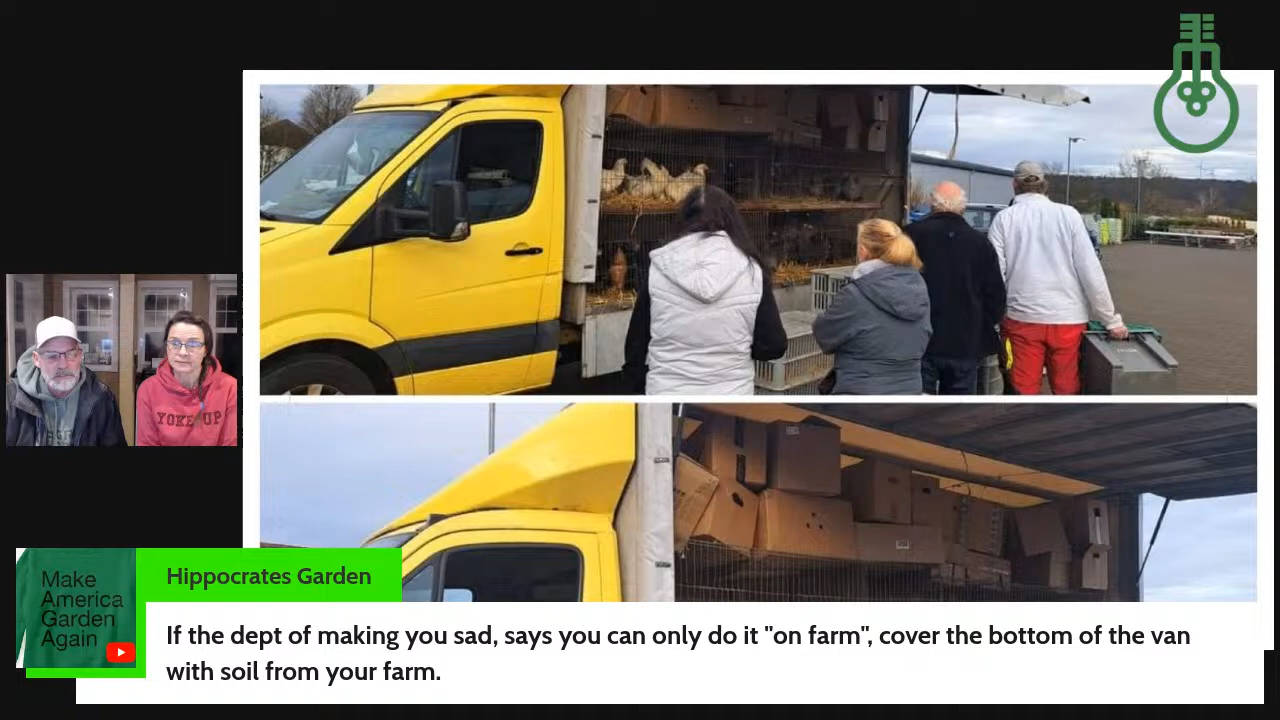 YOKE UP
Make
America
Garden
Again
Hippocrates Garden
If the dept of making you sad, says you can only do it "on farm", cover the bottom of the van
with soil from your farm.